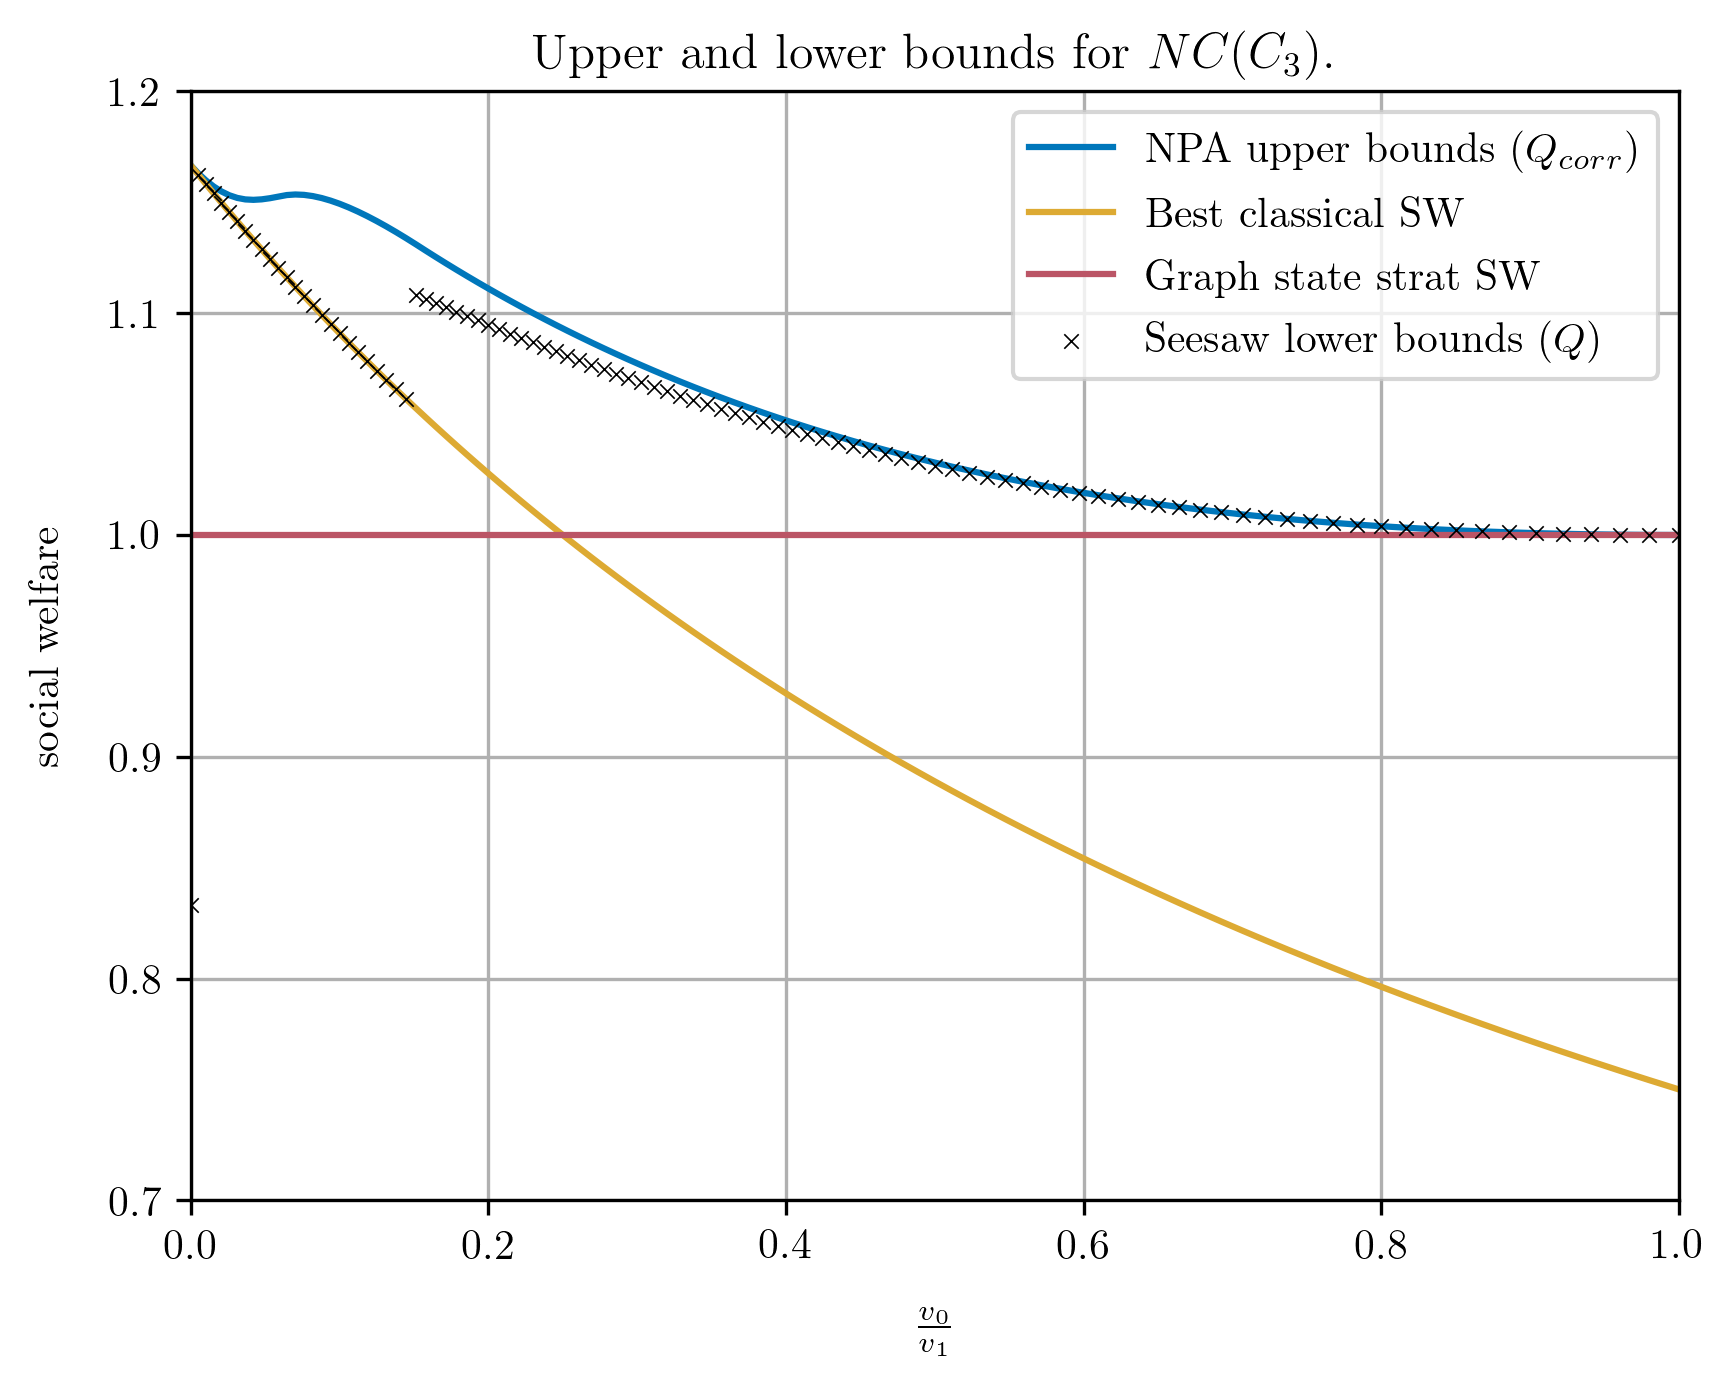 Upper and lower bounds for NC(C₃).
1.2
1.1
1.0
0.9
0.8
0.7
social welfare
NPA upper bounds (Q_corr)
Best classical SW
Graph state strat SW
Seesaw lower bounds (Q)
0.0 0.2 0.4 0.6 0.8 1.0
v₀
v₁